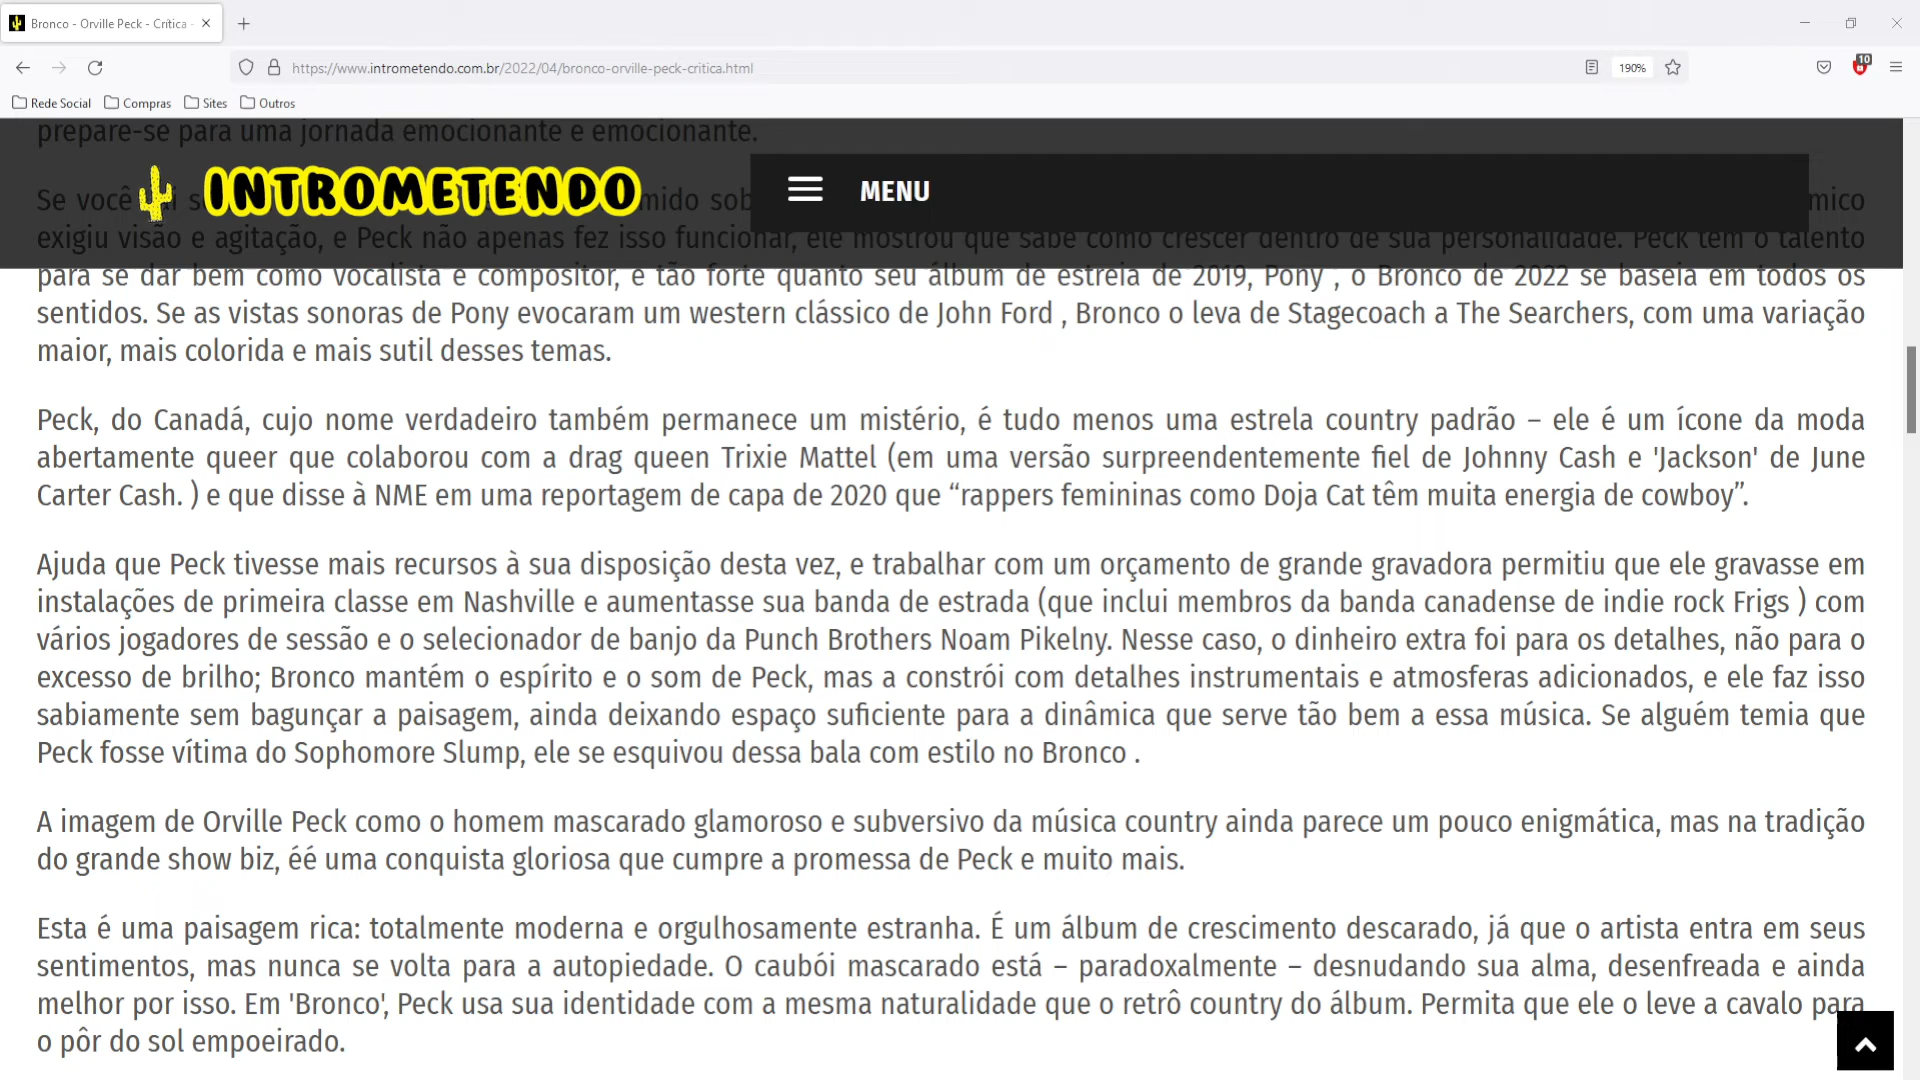 Bronco - Orville Peck - Crítica -
https://www.intrometendo.com.br/2022/04/bronco-orville-peck-critica.html
190%
10
Rede Social Compras Sites Outros
prepare-se para uma jornada emocionante e emocionante.
INTROMETENDO
MENU
Se você
exigiu visão e agitação, e Peck não apenas fez isso funcional, ele mostrou que sabe como crescer dentro de sua personalidade. Peck tem o talento
para se dar bem como vocalista e compositor, e tão forte quanto seu álbum de estreia de 2019, Pony , o Bronco de 2022 se baseia em todos os
sentidos. Se as vistas sonoras de Pony evocaram um western clássico de John Ford , Bronco o leva de Stagecoach a The Searchers, com uma variação
maior, mais colorida e mais sutil desses temas.
Peck, do Canadá, cujo nome verdadeiro também permanece um mistério, é tudo menos uma estrela country padrão – ele é um ícone da moda
abertamente queer que colaborou com a drag queen Trixie Mattel (em uma versão surpreendentemente fiel de Johnny Cash e 'Jackson' de June
Carter Cash. ) e que disse à NME em uma reportagem de capa de 2020 que “rappers femininas como Doja Cat têm muita energia de cowboy”.
Ajuda que Peck tivesse mais recursos à sua disposição desta vez, e trabalhar com um orçamento de grande gravadora permitiu que ele gravasse em
instalações de primeira classe em Nashville e aumentasse sua banda de estrada (que inclui membros da banda canadense de indie rock Frigs ) com
vários jogadores de sessão e o selecionador de banjo da Punch Brothers Noam Pikelny. Nesse caso, o dinheiro extra foi para os detalhes, não para o
excesso de brilho; Bronco mantém o espírito e o som de Peck, mas a constrói com detalhes instrumentais e atmosferas adicionados, e ele faz isso
sabiamente sem bagunçar a paisagem, ainda deixando espaço suficiente para a dinâmica que serve tão bem a essa música. Se alguém temia que
Peck fosse vítima do Sophomore Slump, ele se esquivou dessa bala com estilo no Bronco .
A imagem de Orville Peck como o homem mascarado glamoroso e subversivo da música country ainda parece um pouco enigmática, mas na tradição
do grande show biz, éé uma conquista gloriosa que cumpre a promessa de Peck e muito mais.
Esta é uma paisagem rica: totalmente moderna e orgulhosamente estranha. É um álbum de crescimento descarado, já que o artista entra em seus
sentimentos, mas nunca se volta para a autopiedade. O caubói mascarado está – paradoxalmente – desnudando sua alma, desenfreada e ainda
melhor por isso. Em 'Bronco', Peck usa sua identidade com a mesma naturalidade que o retrô country do álbum. Permita que ele o leve a cavalo para
o pôr do sol empoeirado.